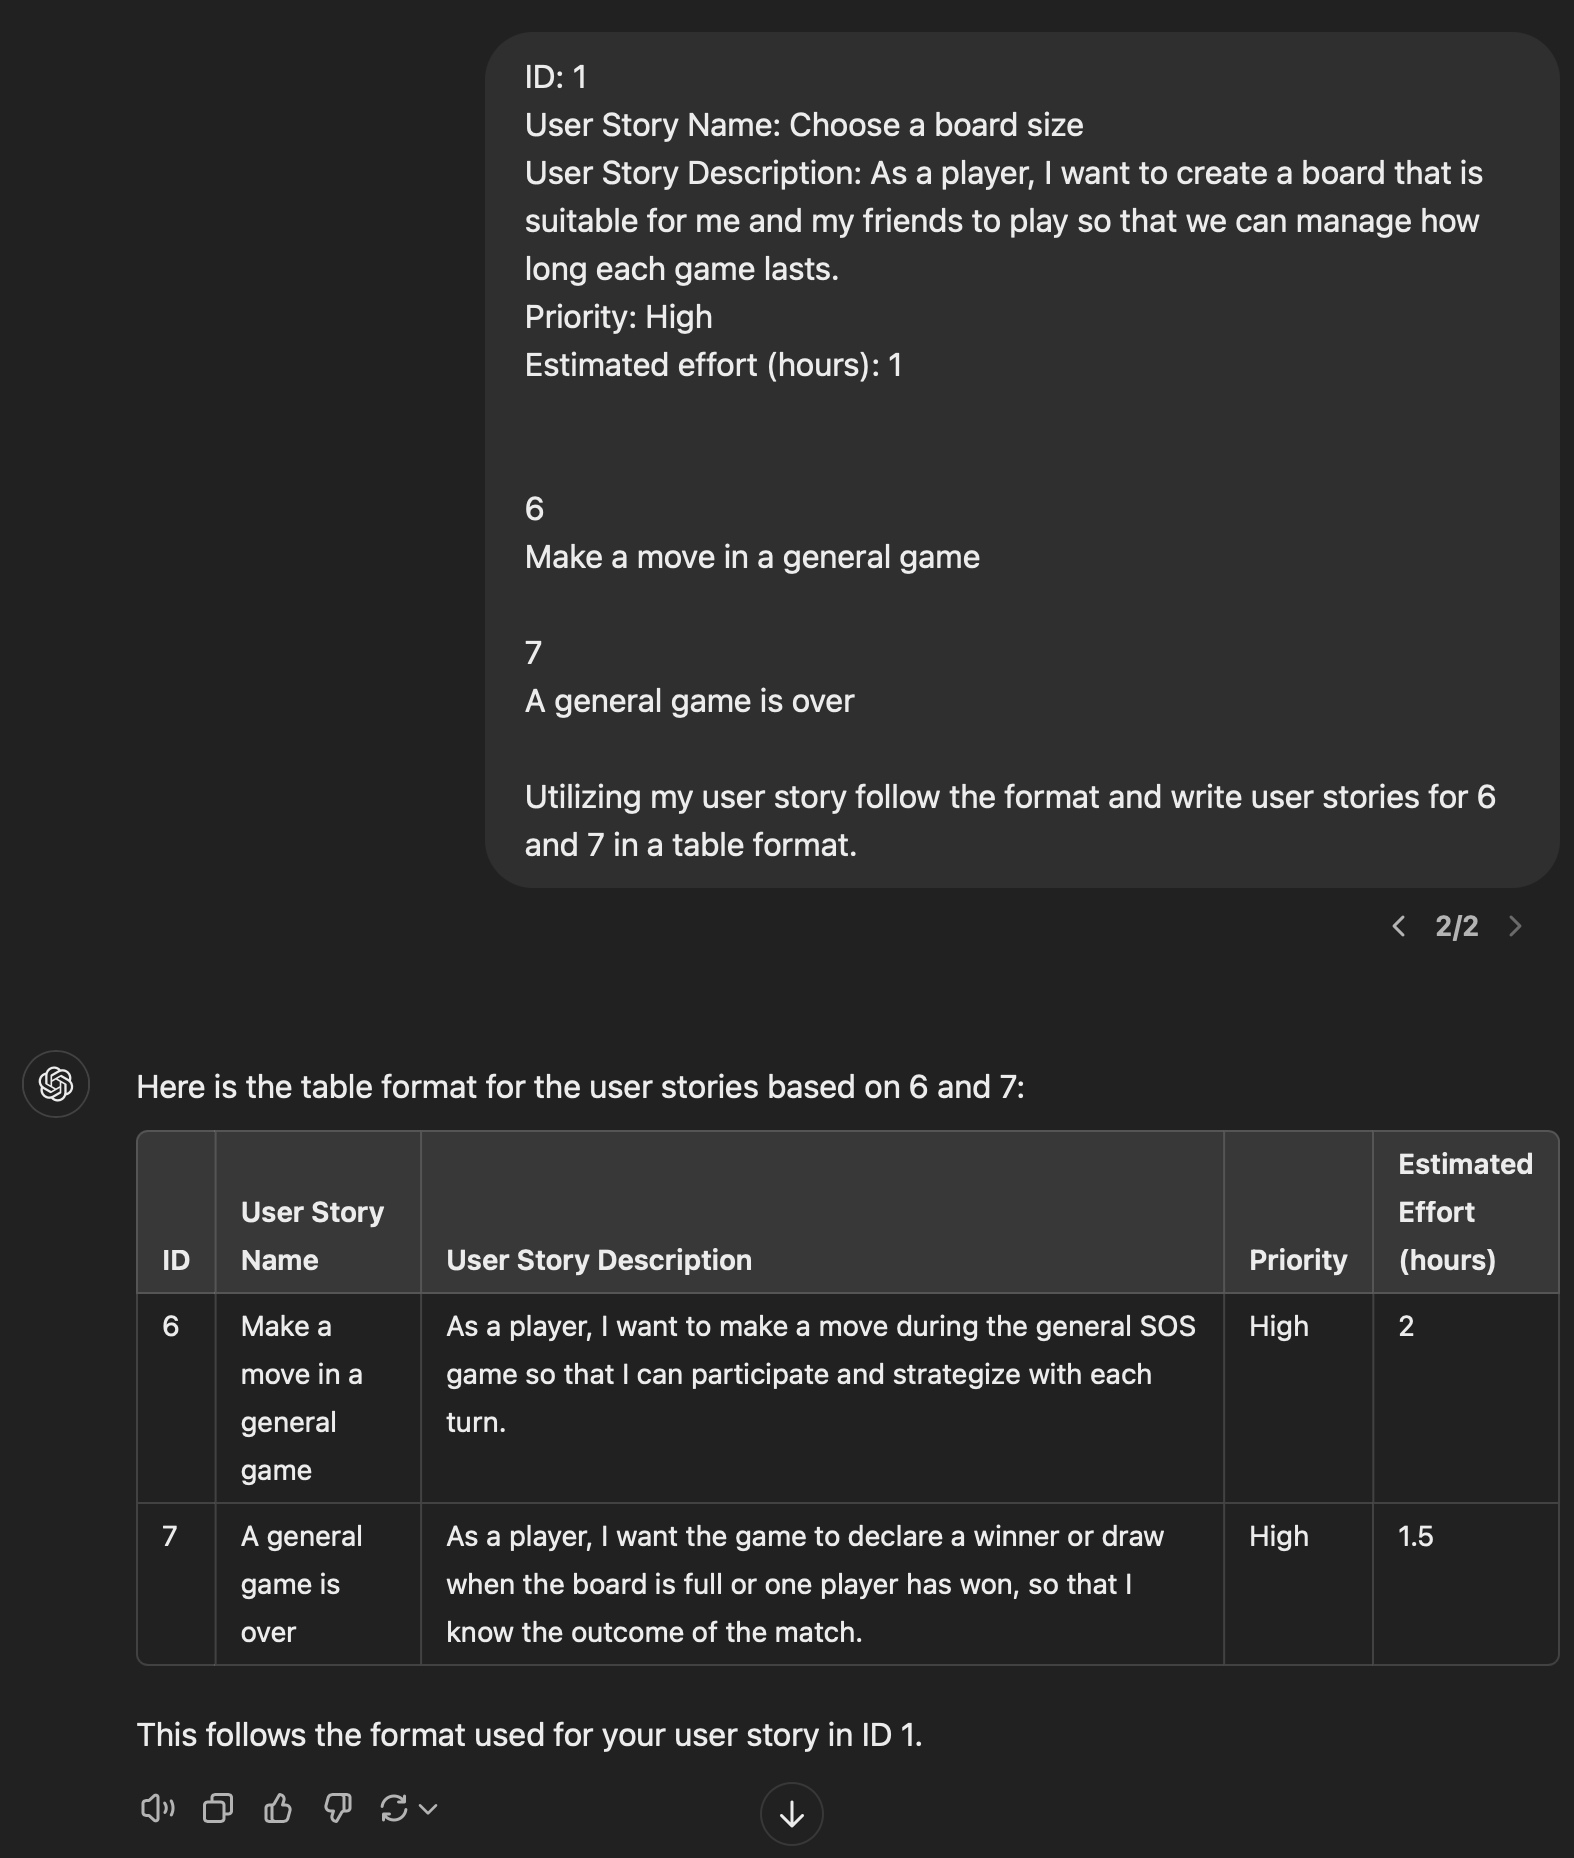 ID: 1
User Story Name: Choose a board size
User Story Description: As a player, I want to create a board that is
suitable for me and my friends to play so that we can manage how
long each game lasts.
Priority: High
Estimated effort (hours): 1
6
Make a move in a general game
7
A general game is over
Utilizing my user story follow the format and write user stories for 6
and 7 in a table format.
2/2
Here is the table format for the user stories based on 6 and 7:
ID
User Story
Name
User Story Description
Priority
Estimated
Effort
(hours)
6
Make a
move in a
general
game
As a player, I want to make a move during the general SOS
game so that I can participate and strategize with each
turn.
High
2
7
A general
game is
over
As a player, I want the game to declare a winner or draw
when the board is full or one player has won, so that I
know the outcome of the match.
High
1.5
This follows the format used for your user story in ID 1.